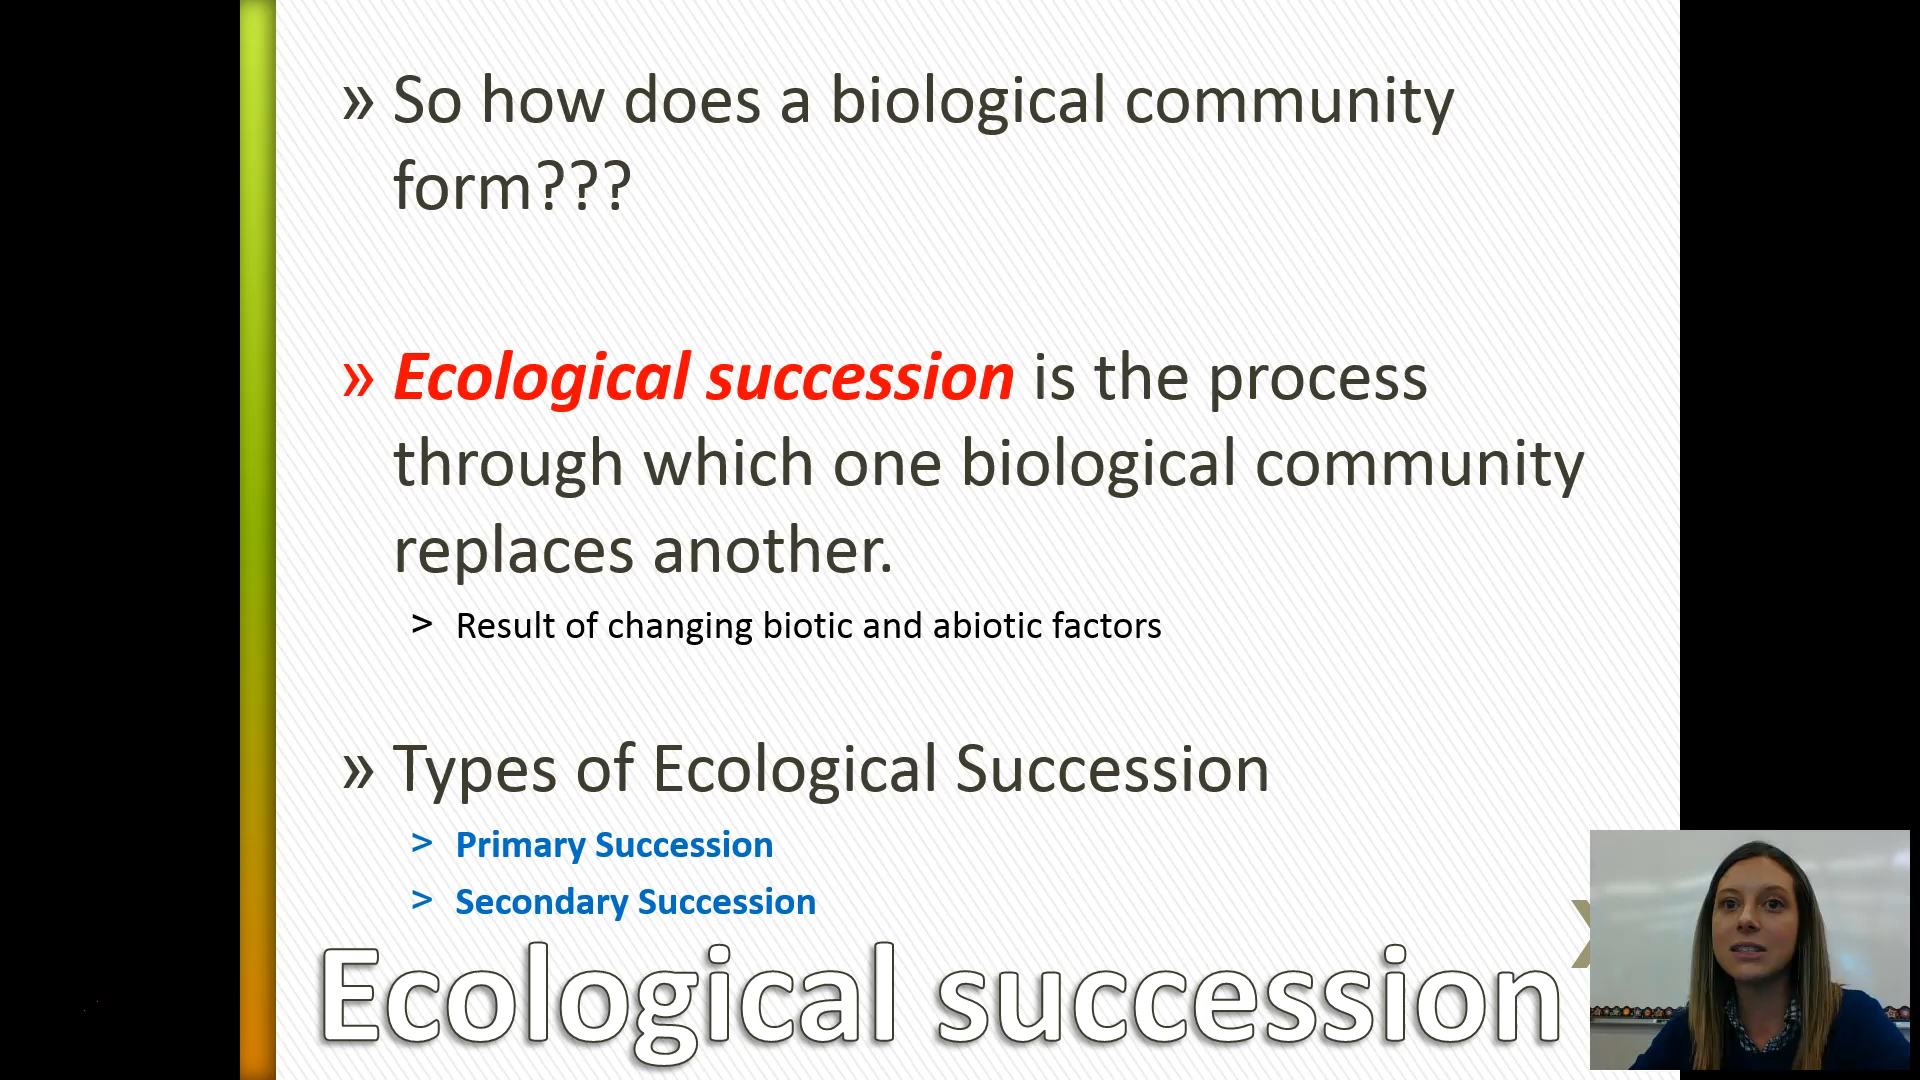 » So how does a biological community
form???
» Ecological succession is the process
through which one biological community
replaces another.
> Result of changing biotic and abiotic factors
» Types of Ecological Succession
> Primary Succession
> Secondary Succession
Ecological succession